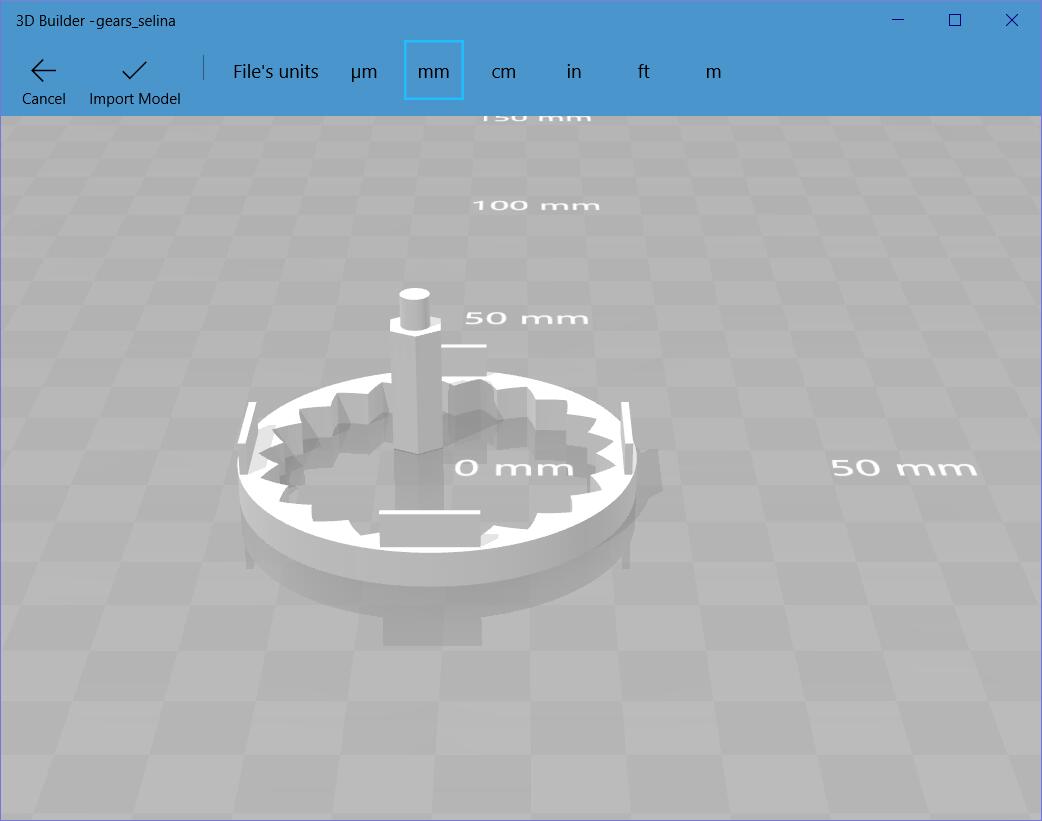 3D Builder -gears_selina
Cancel
Import Model
File's units
µm
mm
cm
in
ft
m
150 mm
100 mm
50 mm
0 mm
50 mm